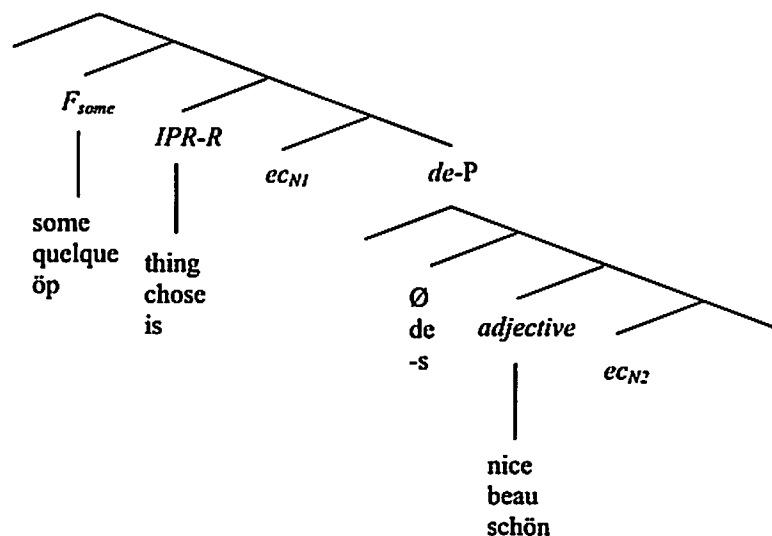 F_some
IPR-R
ec_N1
de-P
some
quelque
öp
thing
chose
is
Ø
de
-s
adjective
ec_N2
nice
beau
schön